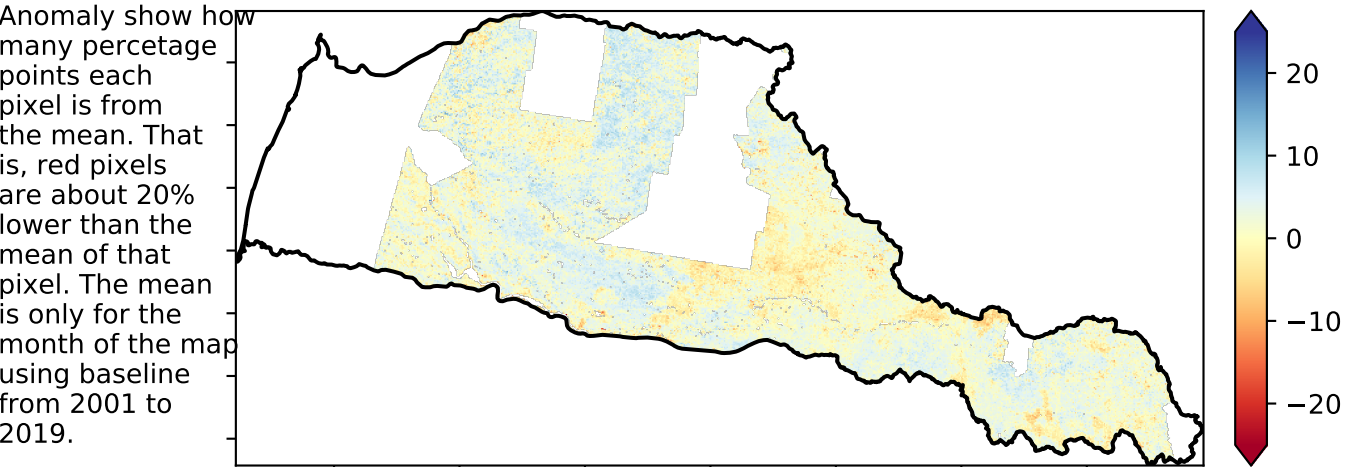 Anomaly show how
many percetage
points each
pixel is from
the mean. That
is, red pixels
are about 20%
lower than the
mean of that
pixel. The mean
is only for the
month of the map
using baseline
from 2001 to
2019.
20
10
0
−10
−20